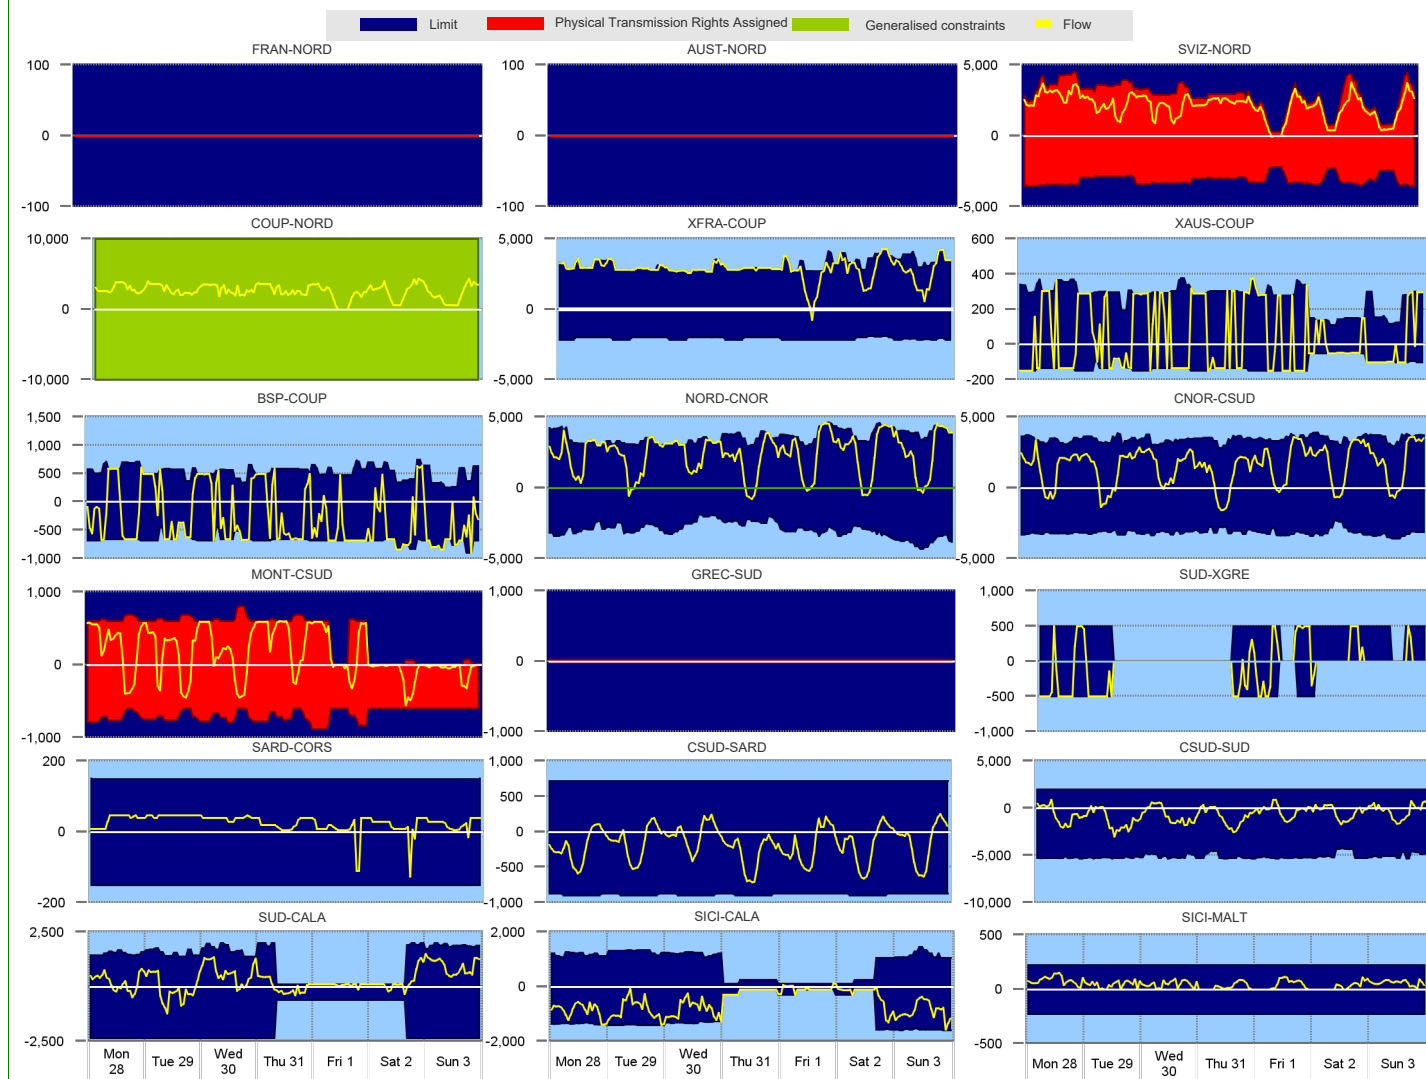 Limit Physical Transmission Rights Assigned Generalised constraints Flow
FRAN-NORD
100
0
-100
AUST-NORD
100
0
-100
SVIZ-NORD
5,000
0
-5,000
COUP-NORD
10,000
0
-10,000
XFRA-COUP
5,000
0
-5,000
XAUS-COUP
600
400
200
0
-200
BSP-COUP
1,500
1,000
500
0
-500
-1,000
NORD-CNOR
5,000
0
-5,000
CNOR-CSUD
5,000
0
-5,000
MONT-CSUD
1,000
0
-1,000
GREC-SUD
1,000
0
-1,000
SUD-XGRE
1,000
500
0
-500
-1,000
SARD-CORS
200
0
-200
CSUD-SARD
1,000
500
0
-500
-1,000
CSUD-SUD
5,000
0
-5,000
-10,000
SUD-CALA
2,500
0
-2,500
Mon 28 Tue 29 Wed 30 Thu 31 Fri 1 Sat 2 Sun 3
SICI-CALA
2,000
0
-2,000
Mon 28 Tue 29 Wed 30 Thu 31 Fri 1 Sat 2 Sun 3
SICI-MALT
500
0
-500
Mon 28 Tue 29 Wed 30 Thu 31 Fri 1 Sat 2 Sun 3